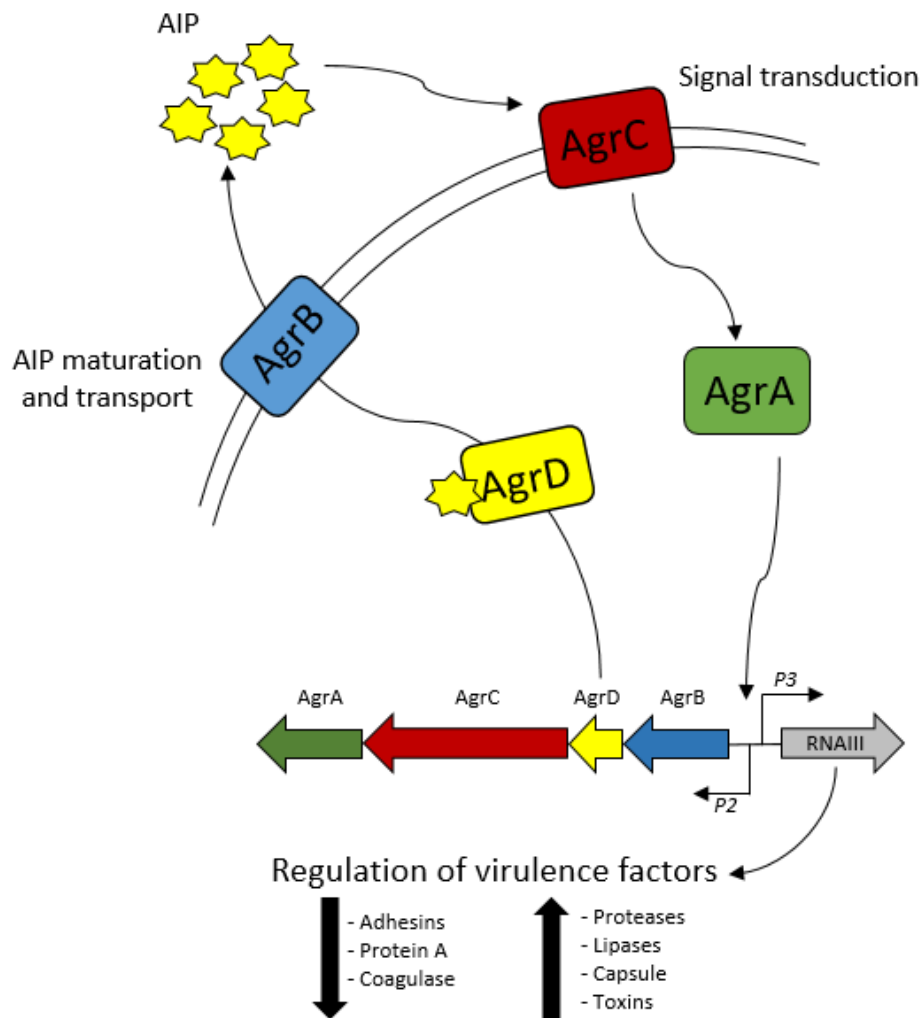 AIP
Signal transduction
AgrC
AgrB
AIP maturation
and transport
AgrA
AgrD
AgrA
AgrC
AgrD
AgrB
P3
RNAIII
P2
Regulation of virulence factors
- Adhesins
- Protein A
- Coagulase
- Proteases
- Lipases
- Capsule
- Toxins